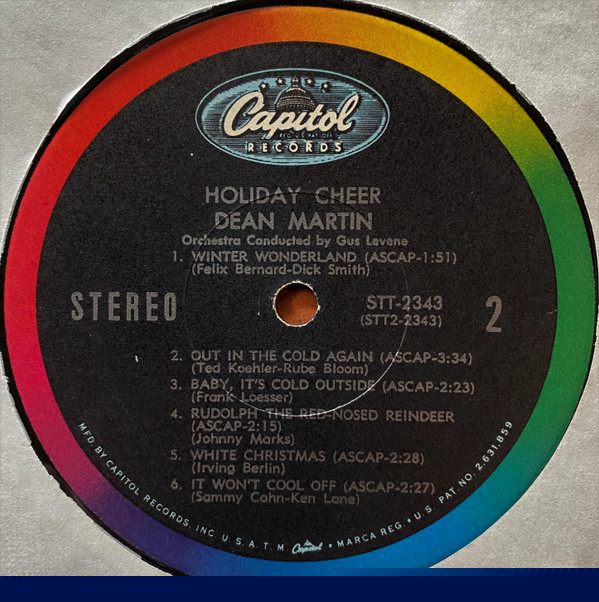 Capitol
REG. U.S. PAT. OFF.
RECORDS
HOLIDAY CHEER
DEAN MARTIN
Orchestra Conducted by Gus Levene
1. WINTER WONDERLAND (ASCAP-1:51)
(Felix Bernard-Dick Smith)
STEREO
STT-2343
(STT2-2343)
2
2. OUT IN THE COLD AGAIN (ASCAP-3:34)
(Ted Koehler-Rube Bloom)
3. BABY, IT'S COLD OUTSIDE (ASCAP-2:23)
(Frank Loesser)
4. RUDOLPH THE RED-NOSED REINDEER
(ASCAP-2:15)
(Johnny Marks)
5. WHITE CHRISTMAS (ASCAP-2:28)
(Irving Berlin)
6. IT WON'T COOL OFF (ASCAP-2:27)
(Sammy Cahn-Ken Lane)
MFD BY CAPITOL RECORDS, INC U.S.A. T.M. Capitol • MARCA REG. • U.S. PAT. NO. 2,631,859